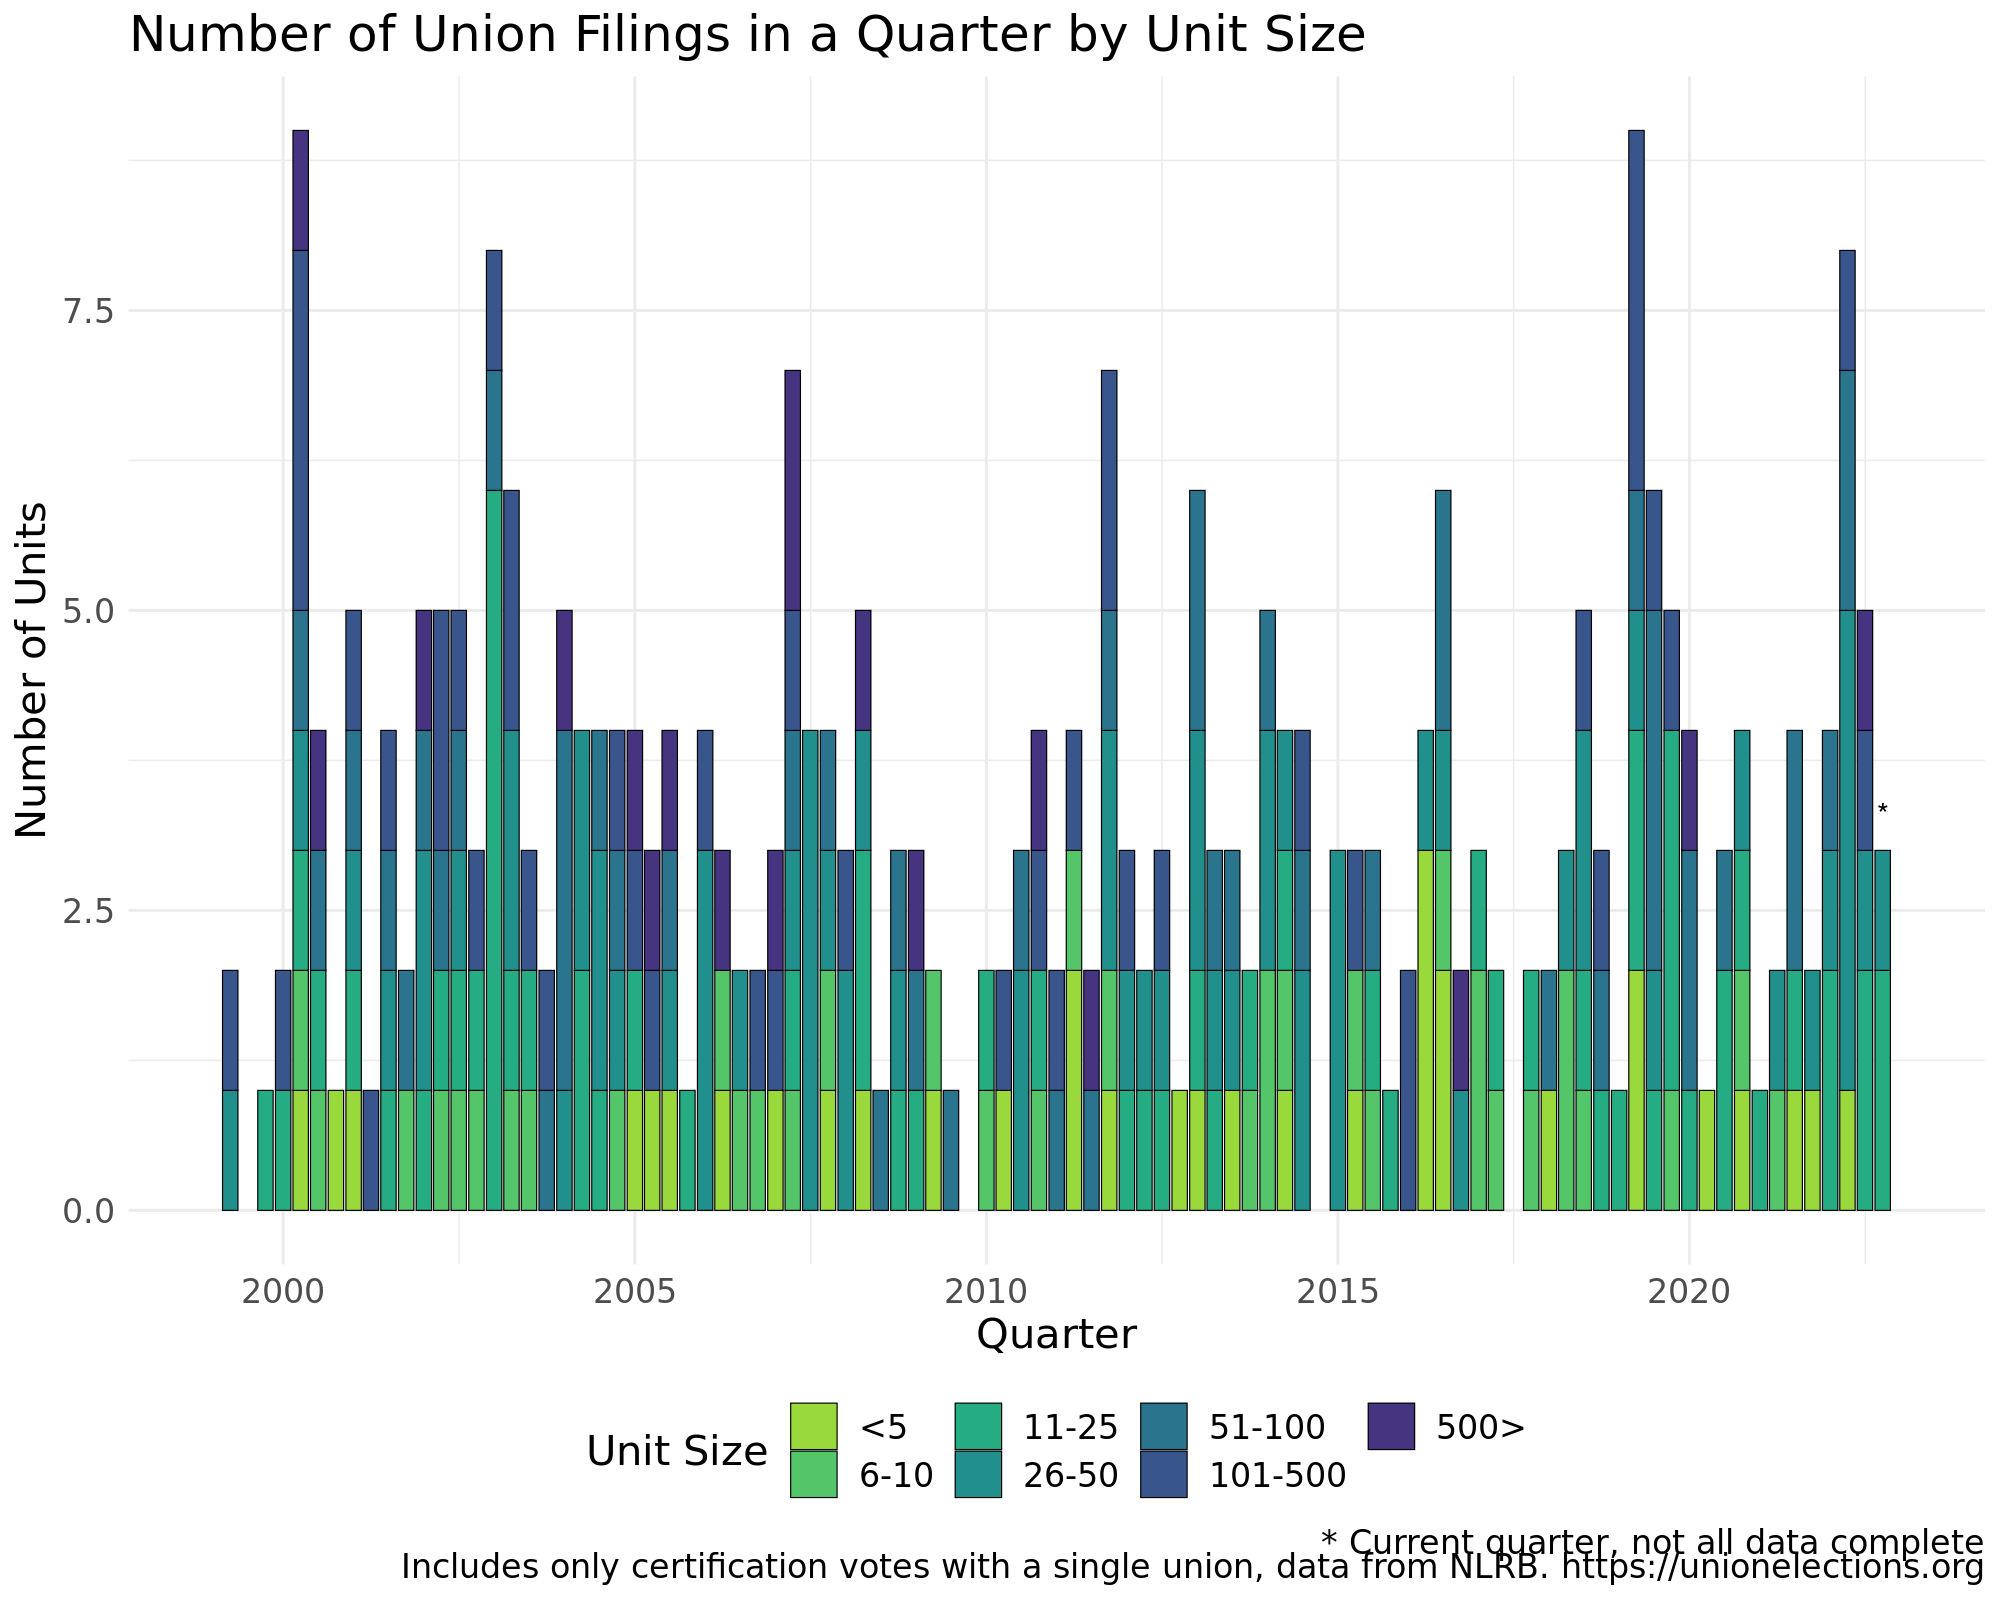 Number of Union Filings in a Quarter by Unit Size
Number of Units
7.5
5.0
2.5
0.0
*
2000 2005 2010 2015 2020
Quarter
Unit Size
<5 11-25 51-100 500>
6-10 26-50 101-500
* Current quarter, not all data complete
Includes only certification votes with a single union, data from NLRB. https://unionelections.org